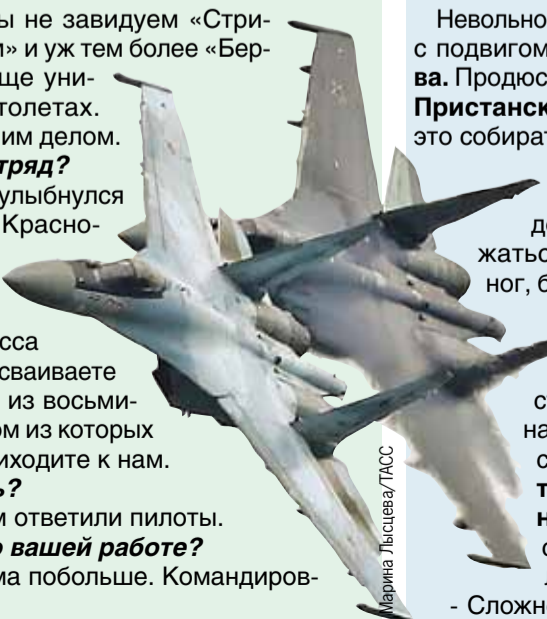 ы не завидуем «Стри-
и» и уж тем более «Бер-
ще уни-
толетах.
им делом.
тряд?
улыбнулся
Красно-
сса
сваиваете
из восьми-
ом из которых
иходите к нам.
ь?
м ответили пилоты.
о вашей работе?
ма побольше. Командиров-
Марина Лысцева/ТАСС
Невольно
с подвигом
ва. Продюс
Пристанск
это собират
де
жатьс
ног, б
с
на
с
т
н
с
- Сложн